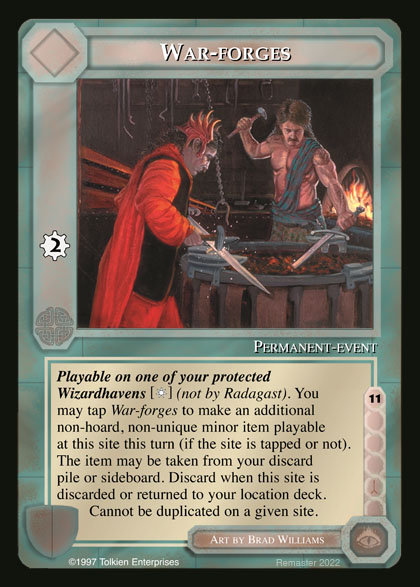 WAR-FORGES
2
PERMANENT-EVENT
Playable on one of your protected
Wizardhavens [☼] (not by Radagast). You
may tap War-forges to make an additional
non-hoard, non-unique minor item playable
at this site this turn (if the site is tapped or not).
The item may be taken from your discard
pile or sideboard. Discard when this site is
discarded or returned to your location deck.
Cannot be duplicated on a given site.
11
ART BY BRAD WILLIAMS
©1997 Tolkien Enterprises
Remaster 2022